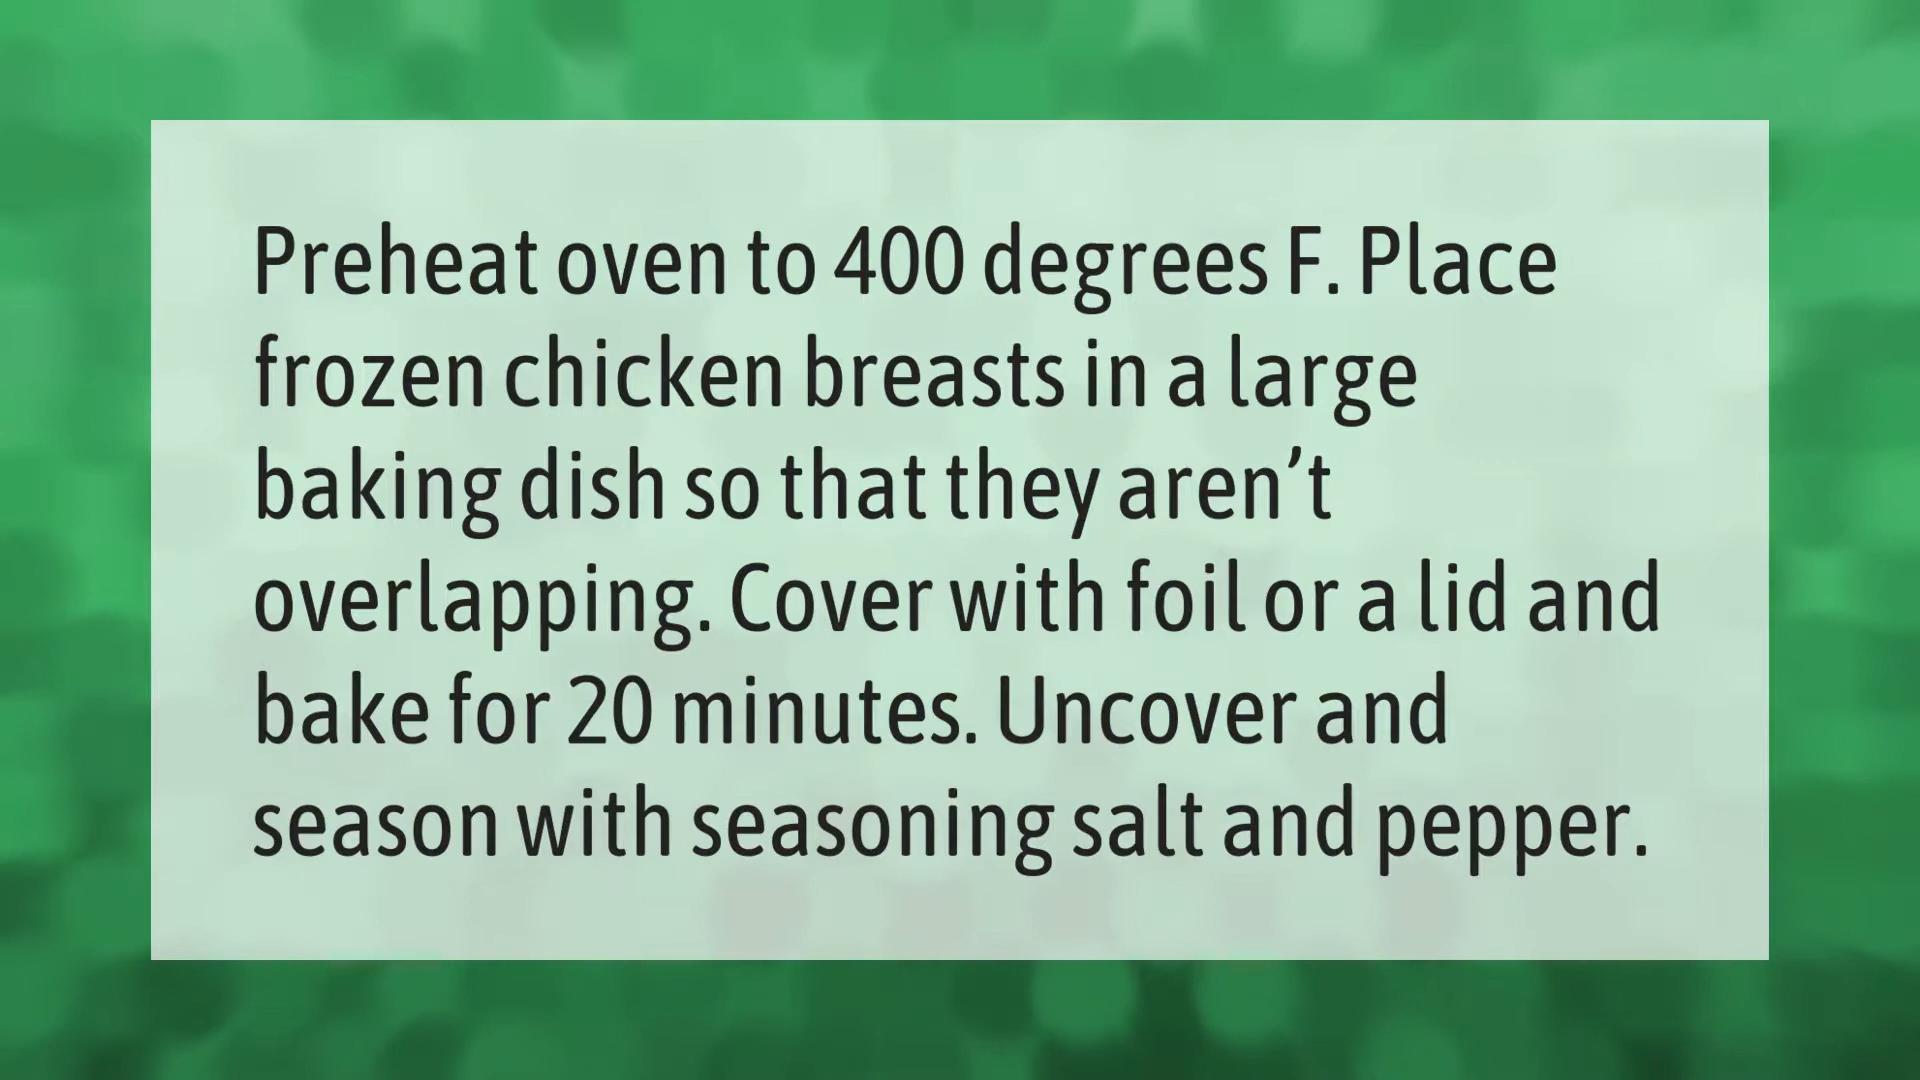 Preheat oven to 400 degrees F. Place
frozen chicken breasts in a large
baking dish so that they aren’t
overlapping. Cover with foil or a lid and
bake for 20 minutes. Uncover and
season with seasoning salt and pepper.